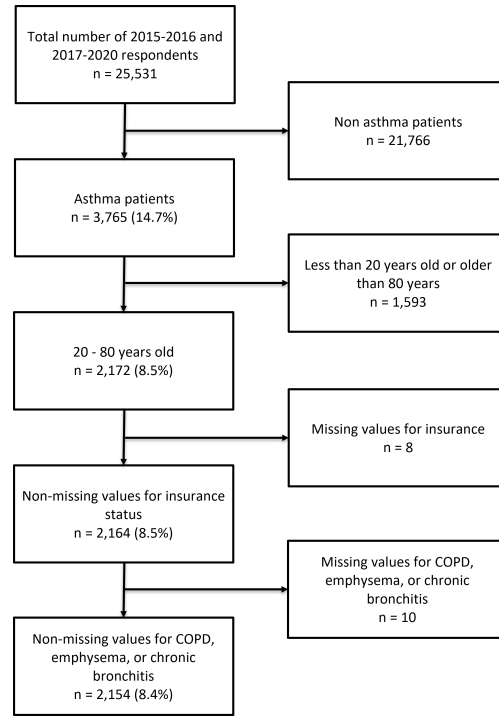 Total number of 2015-2016 and
2017-2020 respondents
n = 25,531
Non asthma patients
n = 21,766
Asthma patients
n = 3,765 (14.7%)
Less than 20 years old or older
than 80 years
n = 1,593
20 - 80 years old
n = 2,172 (8.5%)
Missing values for insurance
n = 8
Non-missing values for insurance
status
n = 2,164 (8.5%)
Missing values for COPD,
emphysema, or chronic
bronchitis
n = 10
Non-missing values for COPD,
emphysema, or chronic
bronchitis
n = 2,154 (8.4%)